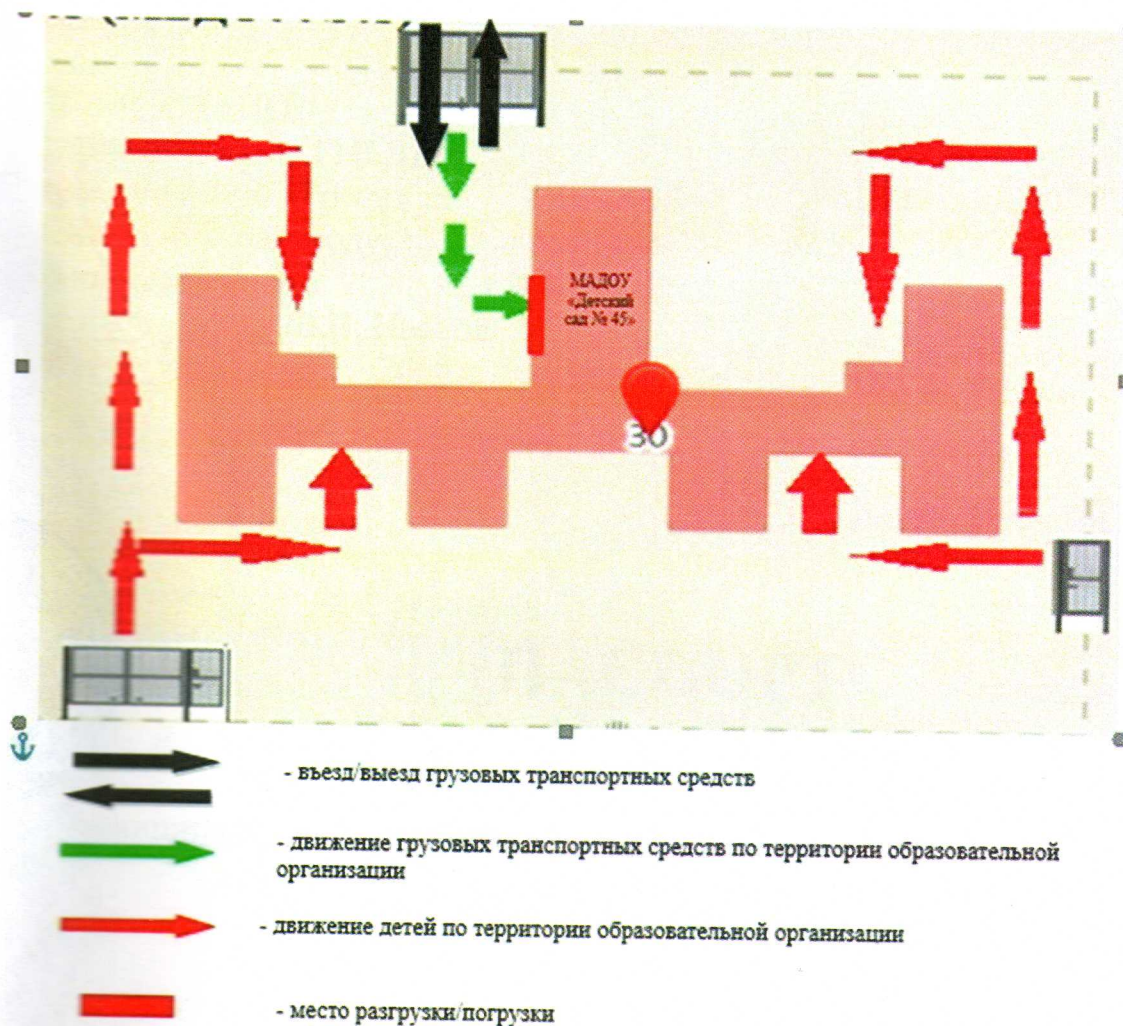 МАДОУ
«Детский
сад № 45»
30
- въезд/выезд грузовых транспортных средств
- движение грузовых транспортных средств по территории образовательной
организации
- движение детей по территории образовательной организации
- место разгрузки/погрузки